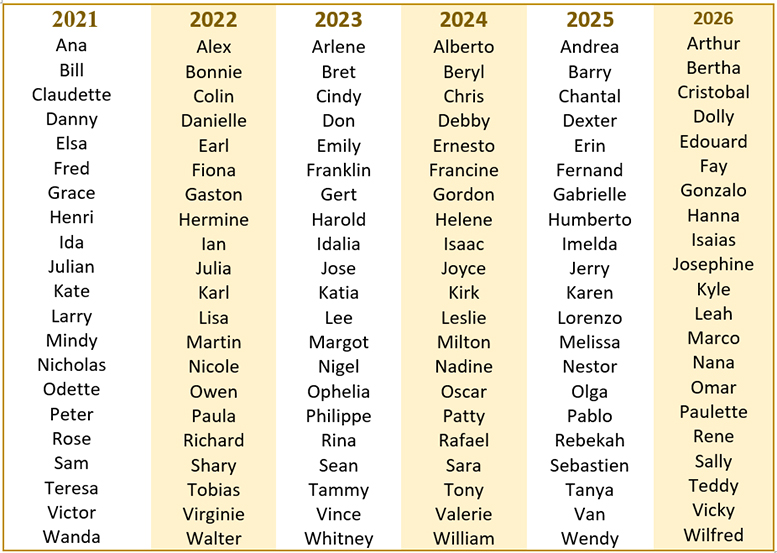 2021 2022 2023 2024 2025 2026
Ana Alex Arlene Alberto Andrea Arthur
Bill Bonnie Bret Beryl Barry Bertha
Claudette Colin Cindy Chris Chantal Cristobal
Danny Danielle Don Debby Dexter Dolly
Elsa Earl Emily Ernesto Erin Edouard
Fred Fiona Franklin Francine Fernand Fay
Grace Gaston Gert Gordon Gabrielle Gonzalo
Henri Hermine Harold Helene Humberto Hanna
Ida Ian Idalia Isaac Imelda Isaias
Julian Julia Jose Joyce Jerry Josephine
Kate Karl Katia Kirk Karen Kyle
Larry Lisa Lee Leslie Lorenzo Leah
Mindy Martin Margot Milton Melissa Marco
Nicholas Nicole Nigel Nadine Nestor Nana
Odette Owen Ophelia Oscar Olga Omar
Peter Paula Philippe Patty Pablo Paulette
Rose Richard Rina Rafael Rebekah Rene
Sam Shary Sean Sara Sebastien Sally
Teresa Tobias Tammy Tony Tanya Teddy
Victor Virginie Vince Valerie Van Vicky
Wanda Walter Whitney William Wendy Wilfred